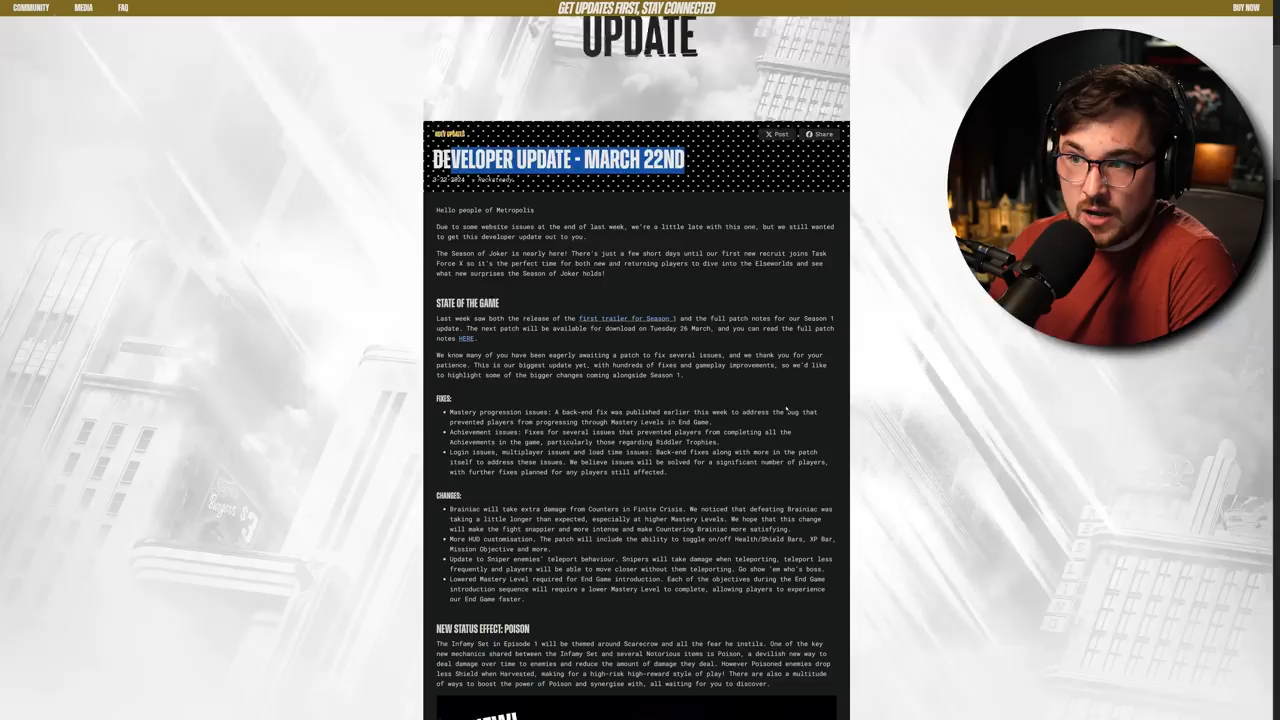 COMMUNITY MEDIA FAQ GET UPDATES FIRST, STAY CONNECTED BUY NOW
UPDATE
#DEV UPDATES Post Share
DEVELOPER UPDATE - MARCH 22ND
3-22-2024 Rocksteady
Hello people of Metropolis
Due to some website issues at the end of last week, we're a little late with this one, but we still wanted
to get this developer update out to you.
The Season of Joker is nearly here! There's just a few short days until our first new recruit joins Task
Force X so it's the perfect time for both new and returning players to dive into the Elseworlds and see
what new surprises the Season of Joker holds!
STATE OF THE GAME
Last week saw both the release of the first trailer for Season 1 and the full patch notes for our Season 1
update. The next patch will be available for download on Tuesday 26 March, and you can read the full patch
notes HERE.
We know many of you have been eagerly awaiting a patch to fix several issues, and we thank you for your
patience. This is our biggest update yet, with hundreds of fixes and gameplay improvements, so we'd like
to highlight some of the bigger changes coming alongside Season 1.
FIXES:
• Mastery progression issues: A back-end fix was published earlier this week to address the bug that
prevented players from progressing through Mastery Levels in End Game.
• Achievement issues: Fixes for several issues that prevented players from completing all the
Achievements in the game, particularly those regarding Riddler Trophies.
• Login issues, multiplayer issues and load time issues: Back-end fixes along with more in the patch
itself to address these issues. We believe issues will be solved for a significant number of players,
with further fixes planned for any players still affected.
CHANGES:
• Brainiac will take extra damage from Counters in Finite Crisis. We noticed that defeating Brainiac was
taking a little longer than expected, especially at higher Mastery Levels. We hope that this change
will make the fight snappier and more intense and make Countering Brainiac more satisfying.
• More HUD customisation. The patch will include the ability to toggle on/off Health/Shield Bars, XP Bar,
Mission Objective and more.
• Update to Sniper enemies' teleport behaviour. Snipers will take damage when teleporting, teleport less
frequently and players will be able to move closer without them teleporting. Go show 'em who's boss.
• Lowered Mastery Level required for End Game introduction. Each of the objectives during the End Game
introduction sequence will require a lower Mastery Level to complete, allowing players to experience
our End Game faster.
NEW STATUS EFFECT: POISON
The Infamy Set in Episode 1 will be themed around Scarecrow and all the fear he instils. One of the key
new mechanics shared between the Infamy Set and several Notorious items is Poison, a devilish new way to
deal damage over time to enemies and reduce the amount of damage they deal. However Poisoned enemies drop
less Shield when Harvested, making for a high-risk high-reward style of play! There are also a multitude
of ways to boost the power of Poison and synergise with, all waiting for you to discover.